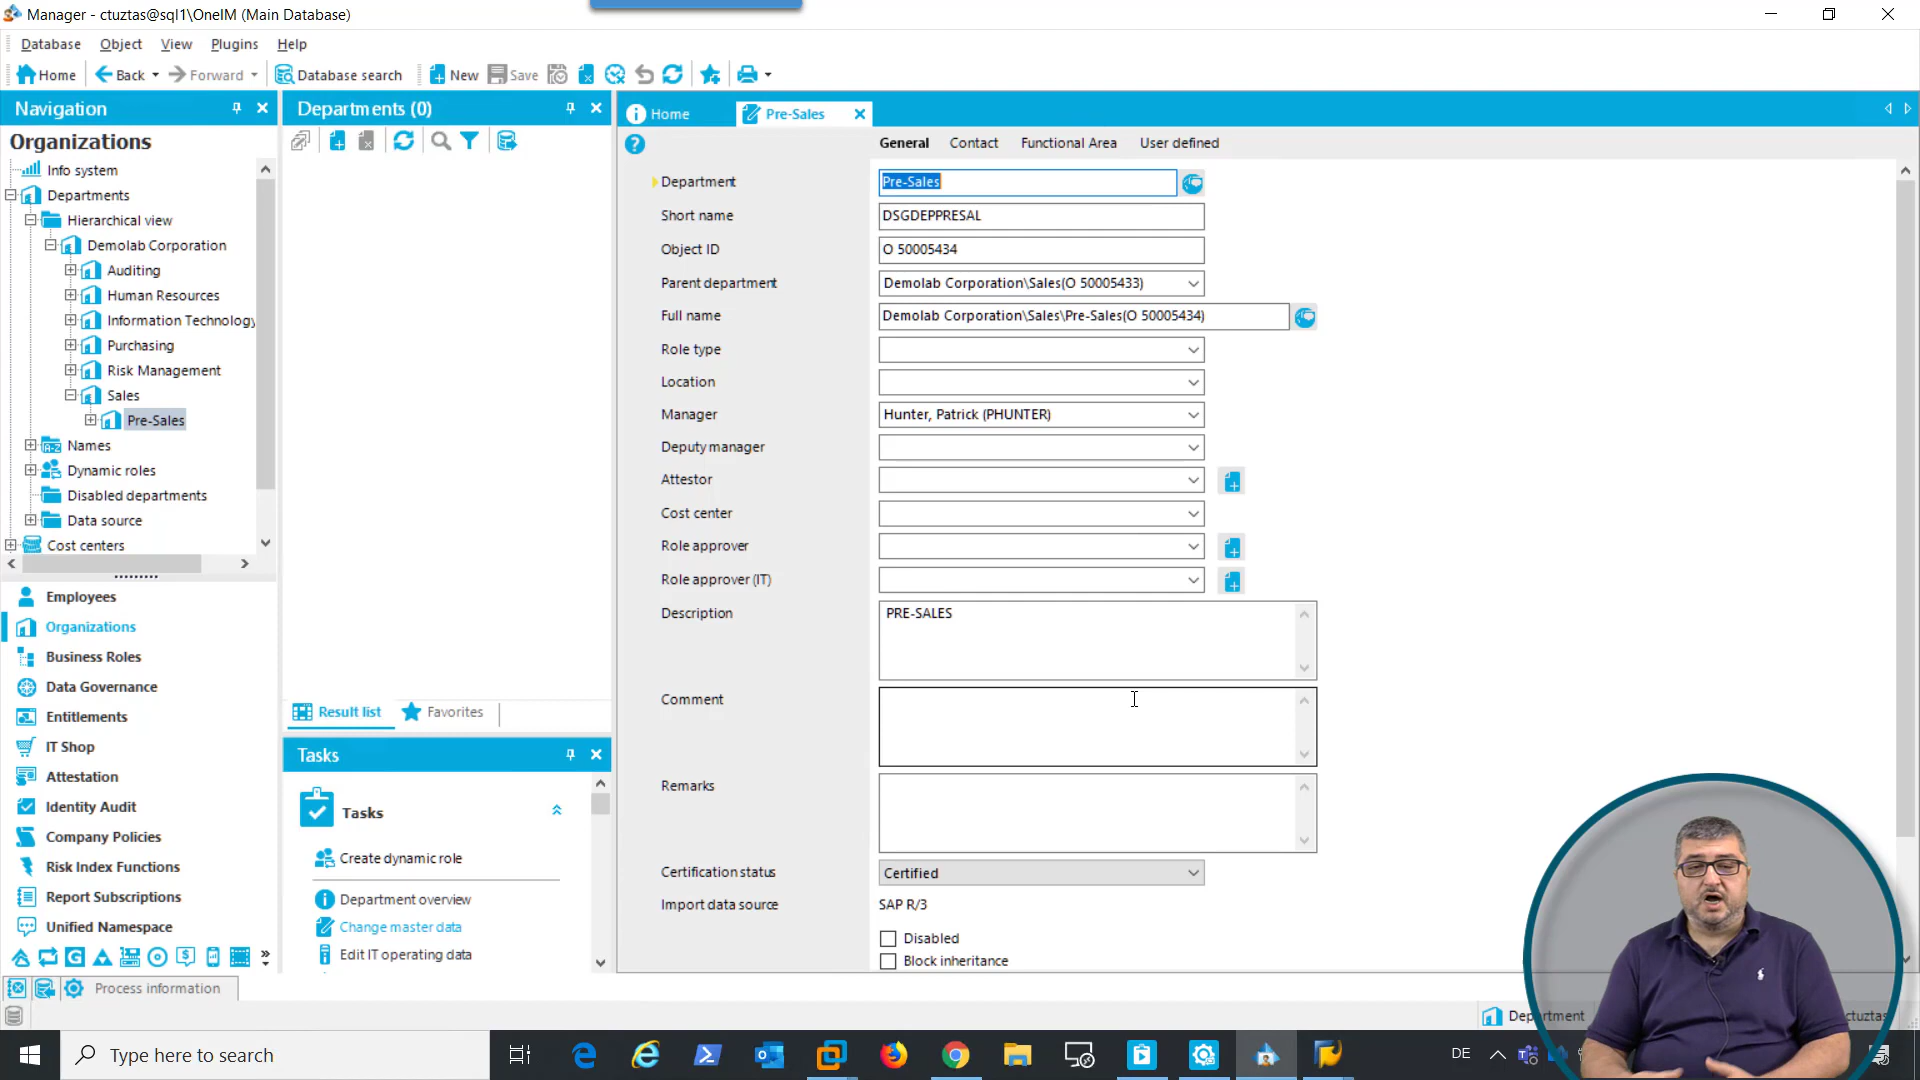 Manager - ctuztas@sql1\OneIM (Main Database)
Database Object View Plugins Help
Home Back Forward Database search New Save
Navigation
Organizations
Info system
Departments
Hierarchical view
Demolab Corporation
Auditing
Human Resources
Information Technology
Purchasing
Risk Management
Sales
Pre-Sales
Names
Dynamic roles
Disabled departments
Data source
Cost centers
Employees
Organizations
Business Roles
Data Governance
Entitlements
IT Shop
Attestation
Identity Audit
Company Policies
Risk Index Functions
Report Subscriptions
Unified Namespace
Process information
Departments (0)
Result list Favorites
Tasks
Tasks
Create dynamic role
Department overview
Change master data
Edit IT operating data
Home Pre-Sales
General Contact Functional Area User defined
Department Pre-Sales
Short name DSGDEPPRESAL
Object ID O 50005434
Parent department Demolab Corporation\Sales(O 50005433)
Full name Demolab Corporation\Sales\Pre-Sales(O 50005434)
Role type
Location
Manager Hunter, Patrick (PHUNTER)
Deputy manager
Attestor
Cost center
Role approver
Role approver (IT)
Description PRE-SALES
Comment
Remarks
Certification status Certified
Import data source SAP R/3
Disabled
Block inheritance
Type here to search
DE